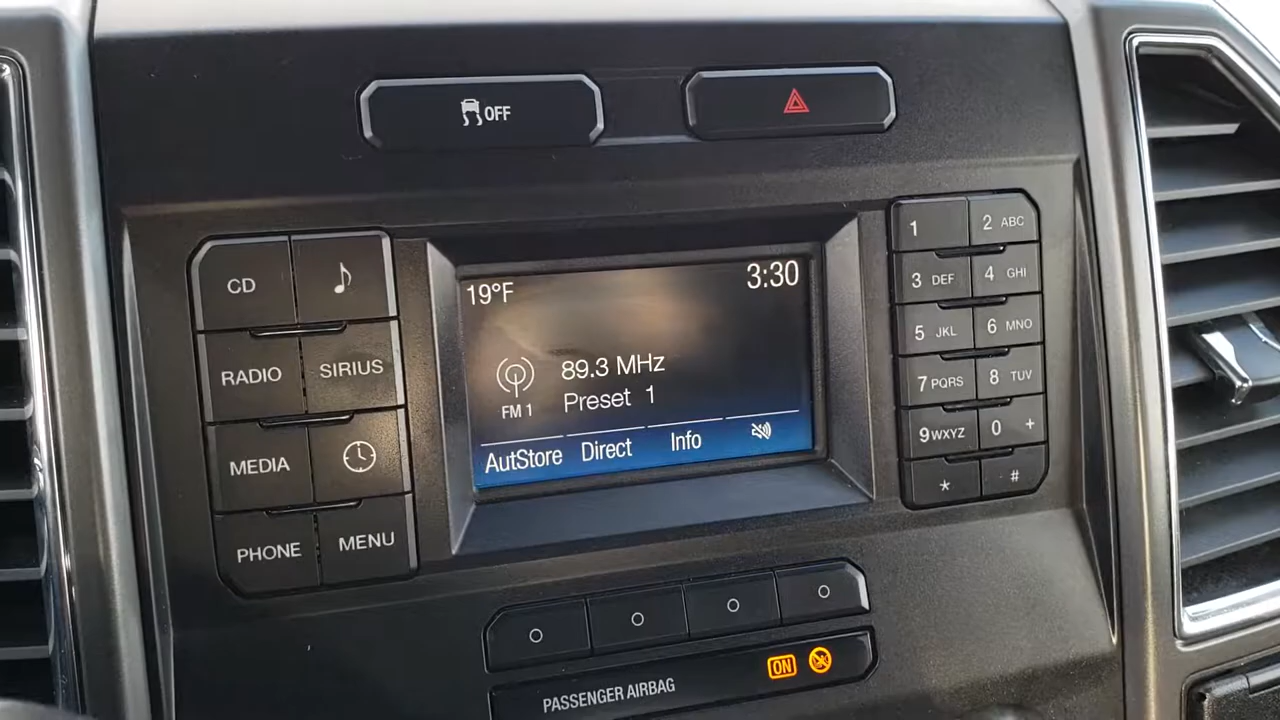 OFF
CD
RADIO
SIRIUS
MEDIA
PHONE
MENU
19°F
3:30
89.3 MHz
FM 1
Preset 1
AutStore
Direct
Info
1
2 ABC
3 DEF
4 GHI
5 JKL
6 MNO
7 PQRS
8 TUV
9 WXYZ
0 +
*
#
PASSENGER AIRBAG
ON